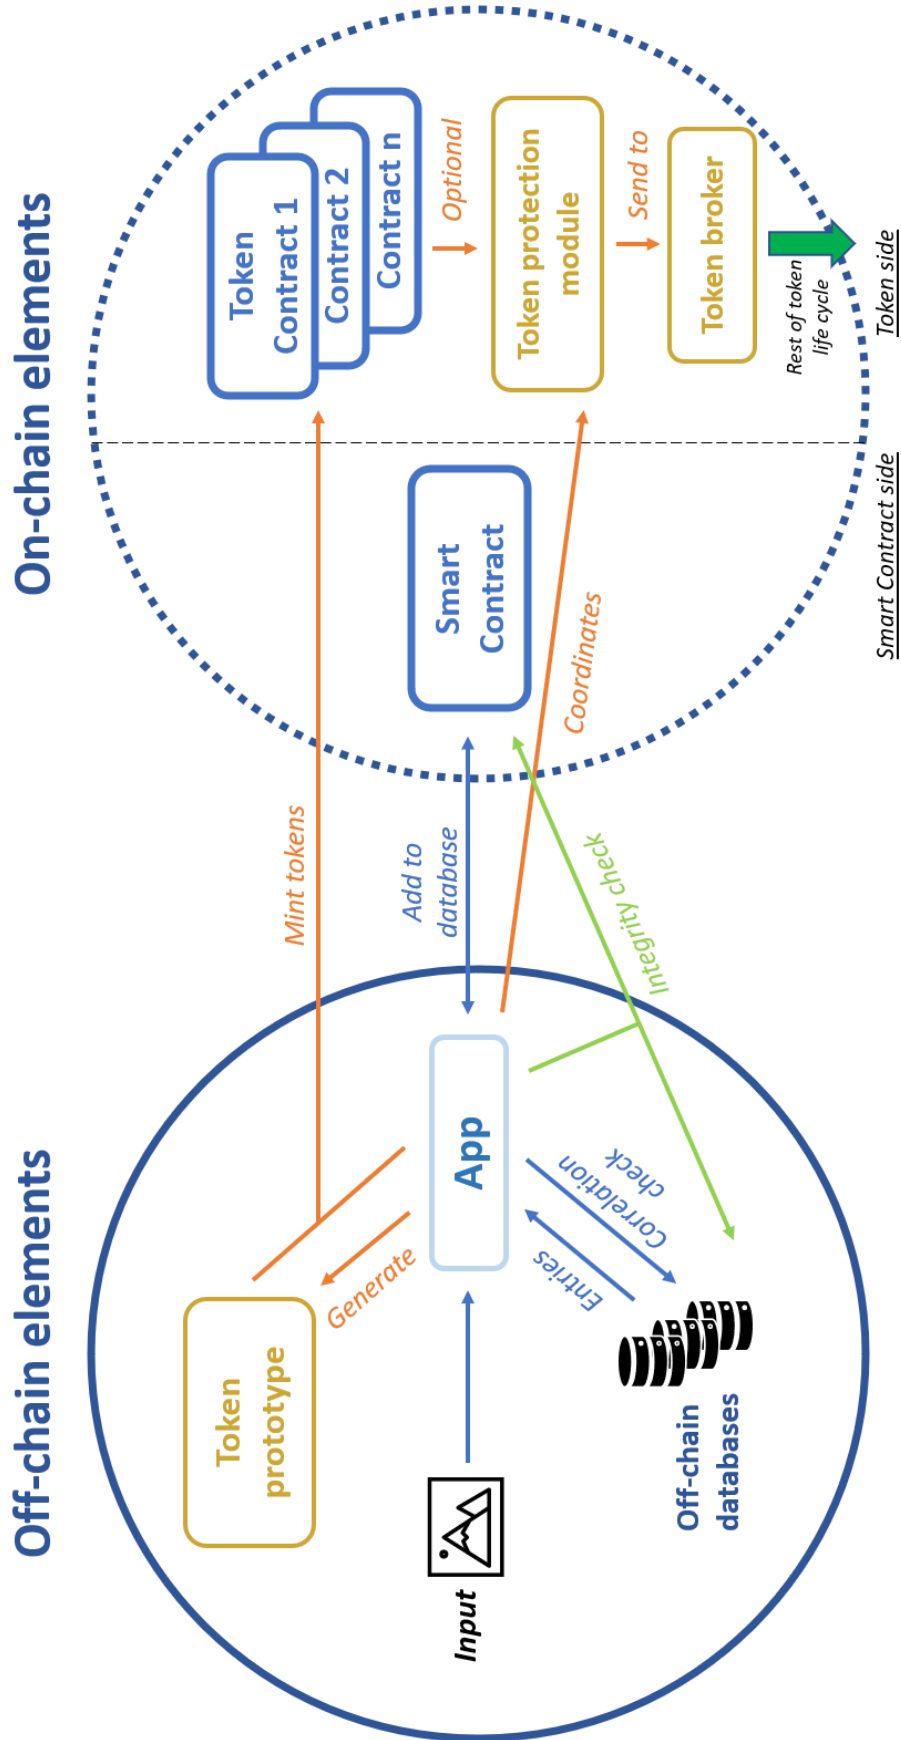 Off-chain elements
On-chain elements
Token
prototype
Generate
Mint tokens
Input
App
Add to
database
Entries
Correlation
check
Off-chain
databases
Integrity check
Coordinates
Smart
Contract
Token
Contract 1
Contract 2
Contract n
Optional
Token protection
module
Send to
Token broker
Rest of token
life cycle
Smart Contract side
Token side